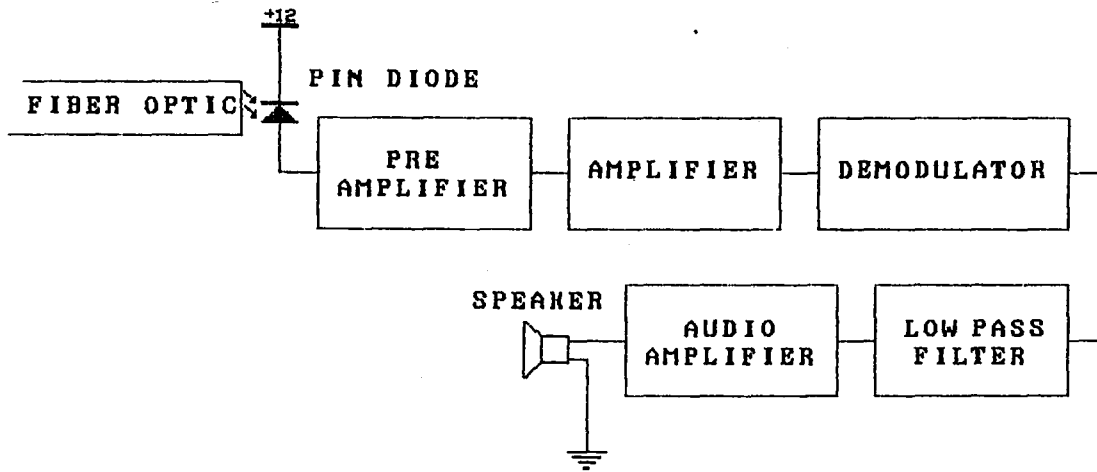 +12
PIN DIODE
FIBER OPTIC
PRE
AMPLIFIER
AMPLIFIER
DEMODULATOR
SPEAKER
AUDIO
AMPLIFIER
LOW PASS
FILTER